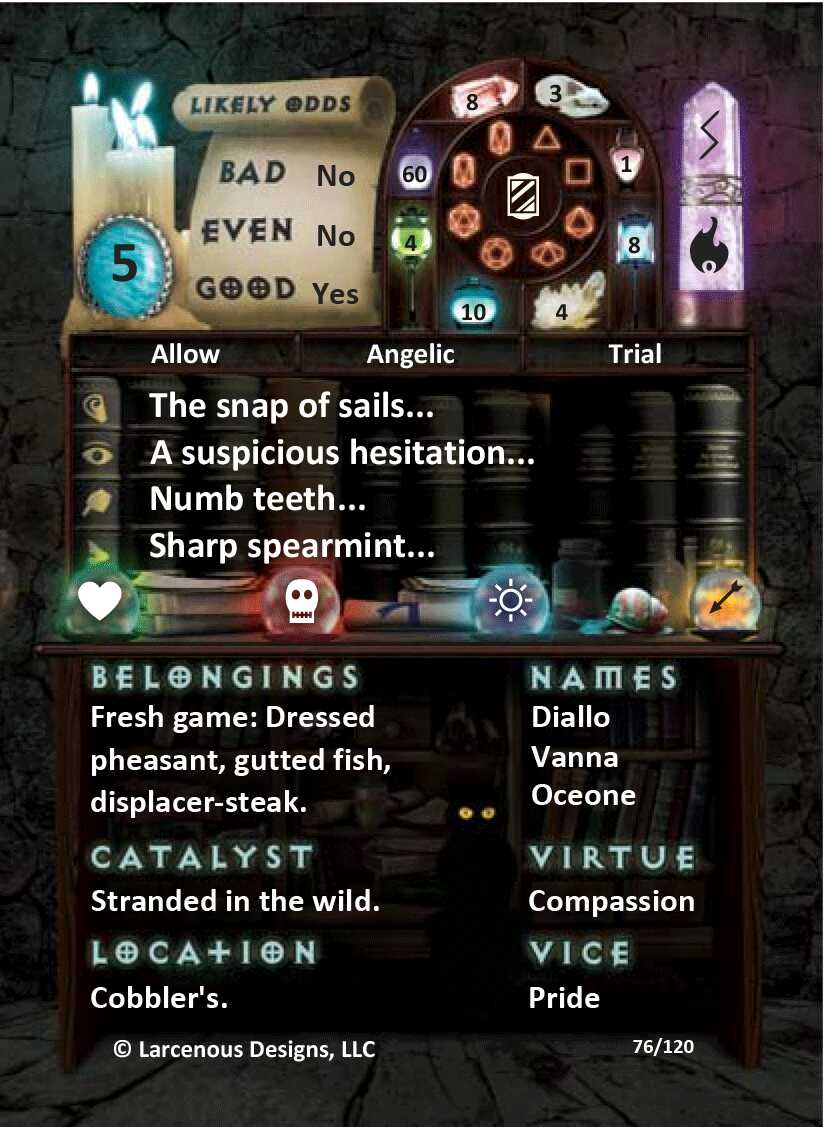 LIKELY ODDS
BAD No
EVEN No
GOOD Yes
5
8
3
60
1
4
8
10
4
Allow Angelic Trial
The snap of sails...
A suspicious hesitation...
Numb teeth...
Sharp spearmint...
BELONGINGS
Fresh game: Dressed
pheasant, gutted fish,
displacer-steak.
NAMES
Diallo
Vanna
Oceone
CATALYST
Stranded in the wild.
VIRTUE
Compassion
LOCATION
Cobbler's.
VICE
Pride
© Larcenous Designs, LLC
76/120